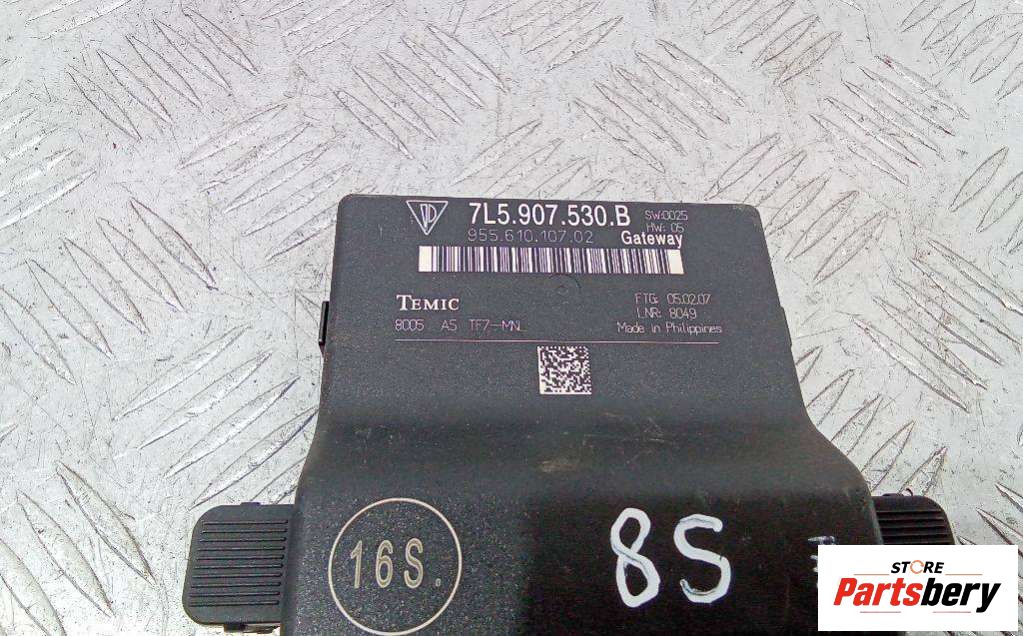 7L5.907.530.B SW:0025
955.610.107.02 Gateway HW: 05
TEMIC FTG: 05.02.07
LNR: 8049
8005 A5 TF7-MNL Made in Philippines
16S.
8S
STORE
Partsbery